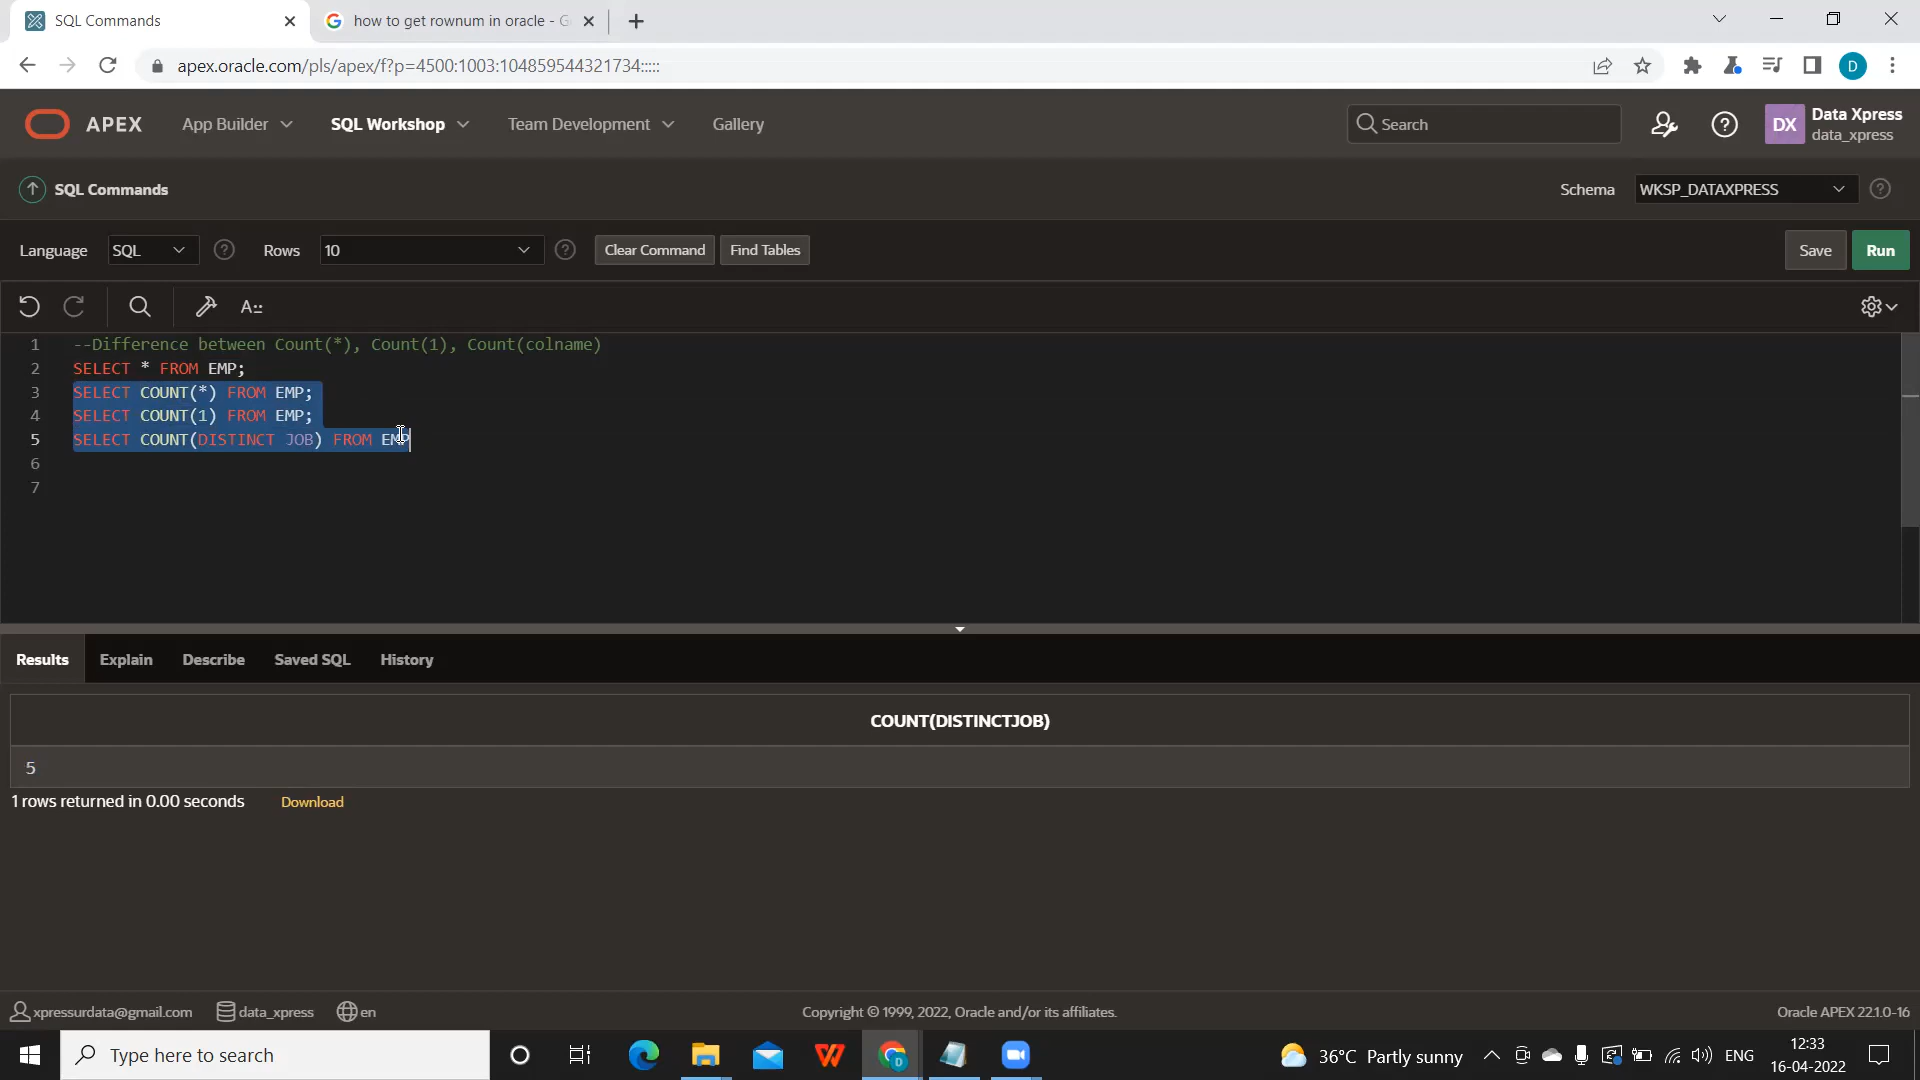 SQL Commands
how to get rownum in oracle - G
apex.oracle.com/pls/apex/f?p=4500:1003:104859544321734:::::
D
APEX
App Builder
SQL Workshop
Team Development
Gallery
Search
DX
Data Xpress
data_xpress
SQL Commands
Schema
WKSP_DATAXPRESS
Language
SQL
Rows
10
Clear Command
Find Tables
Save
Run
A::
1 --Difference between Count(*), Count(1), Count(colname)
2 SELECT * FROM EMP;
3 SELECT COUNT(*) FROM EMP;
4 SELECT COUNT(1) FROM EMP;
5 SELECT COUNT(DISTINCT JOB) FROM EMP
6
7
Results Explain Describe Saved SQL History
COUNT(DISTINCTJOB)
5
1 rows returned in 0.00 seconds Download
xpressurdata@gmail.com data_xpress en
Copyright © 1999, 2022, Oracle and/or its affiliates.
Oracle APEX 22.1.0-16
Type here to search
36°C Partly sunny
ENG
12:33
16-04-2022